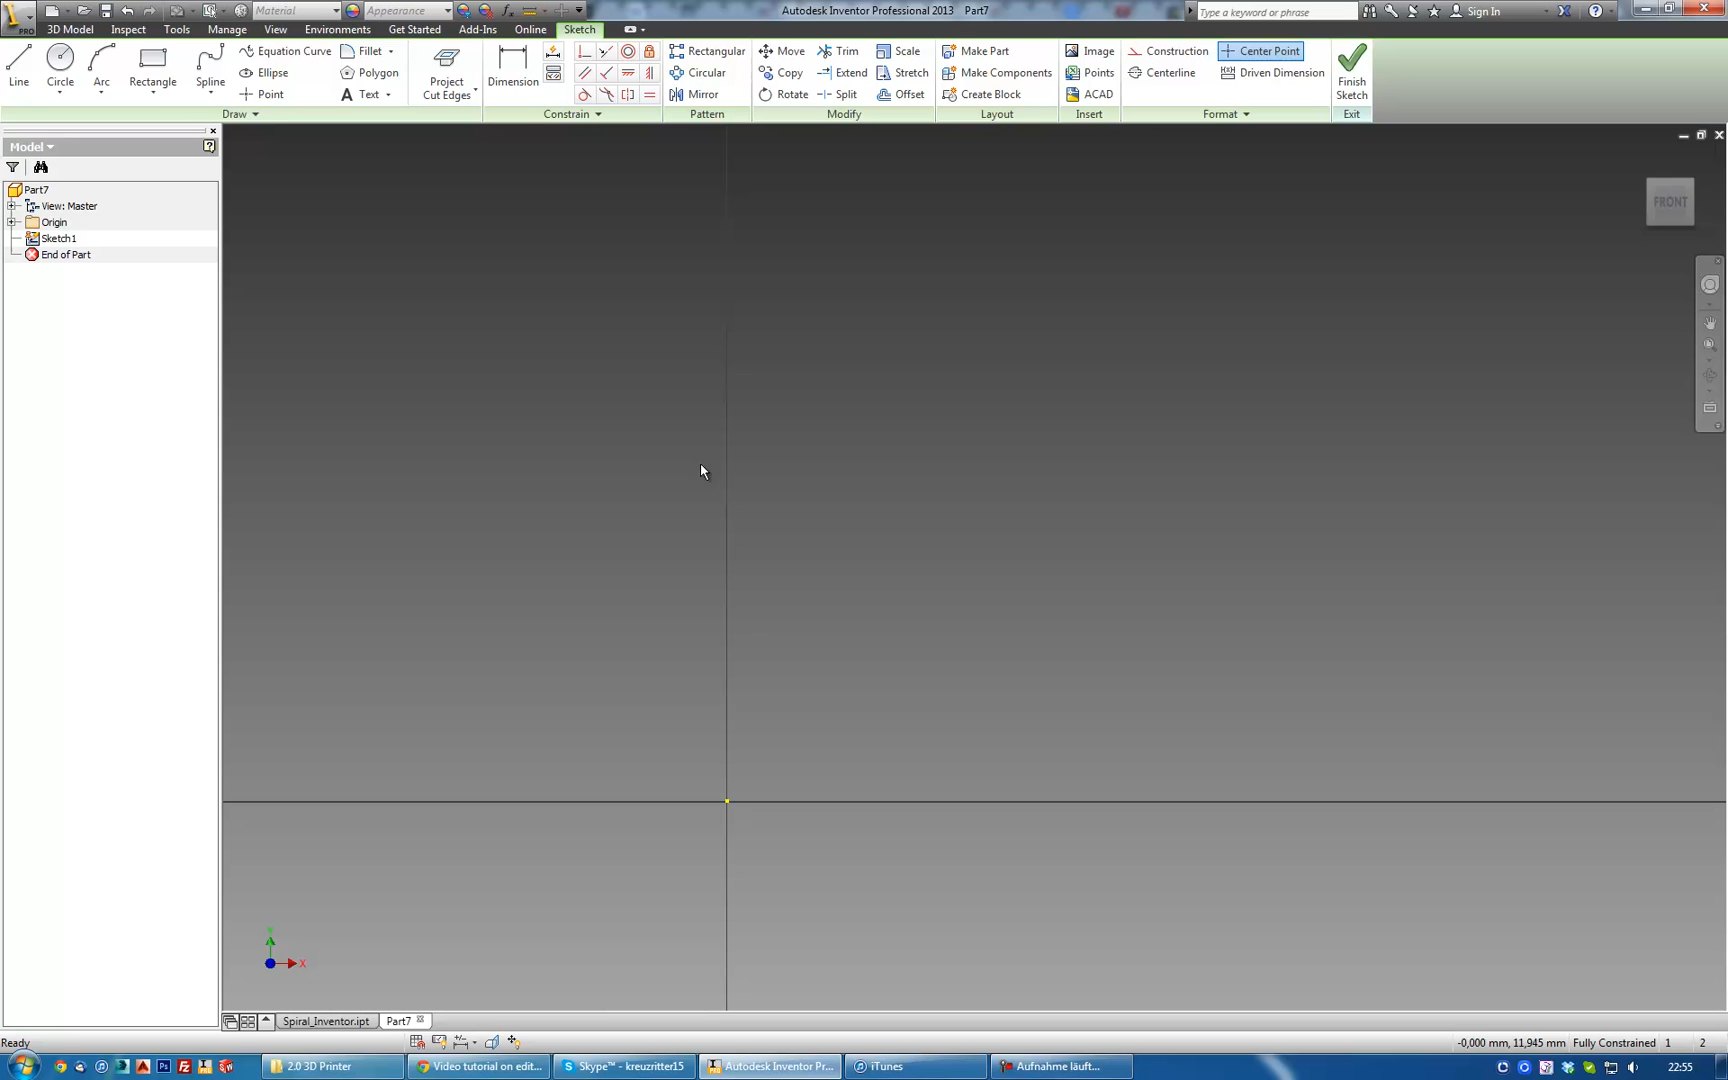 Material
Appearance
Autodesk Inventor Professional 2013 Part7
Type a keyword or phrase
Sign In
PRO
3D Model Inspect Tools Manage View Environments Get Started Add-Ins Online Sketch
Line
Circle
Arc
Rectangle
Spline
Equation Curve
Ellipse
Point
Fillet
Polygon
Text
Project
Cut Edges
Dimension
Rectangular
Circular
Mirror
Move
Copy
Rotate
Trim
Extend
Split
Scale
Stretch
Offset
Make Part
Make Components
Create Block
Image
Points
ACAD
Construction
Centerline
Center Point
Driven Dimension
Finish
Sketch
Draw Constrain Pattern Modify Layout Insert Format Exit
Model
Part7
View: Master
Origin
Sketch1
End of Part
FRONT
Y
X
Spiral_Inventor.ipt Part7
Ready
-0,000 mm, 11,945 mm Fully Constrained 1 2
2.0 3D Printer
Video tutorial on edit...
Skype™ - kreuzritter15
Autodesk Inventor Pr...
iTunes
Aufnahme läuft...
22:55